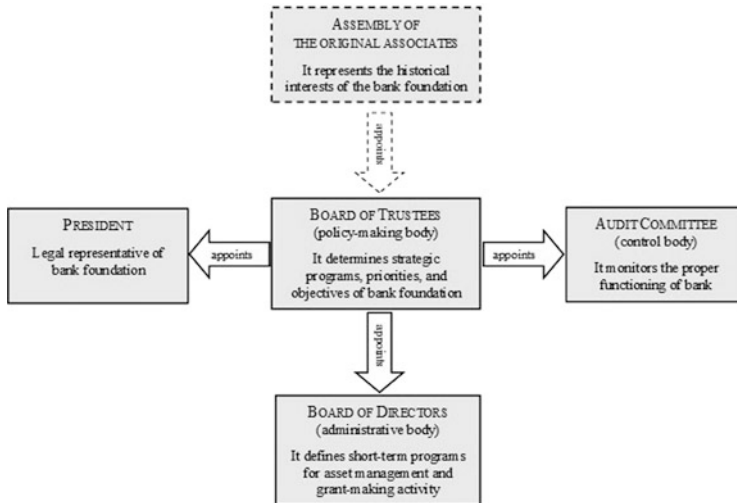 ASSEMBLY OF
THE ORIGINAL ASSOCIATES
It represents the historical
interests of the bank foundation
appoints
PRESIDENT
Legal representative of
bank foundation
appoints
BOARD OF TRUSTEES
(policy-making body)
It determines strategic
programs, priorities, and
objectives of bank foundation
appoints
AUDIT COMMITTEE
(control body)
It monitors the proper
functioning of bank
appoints
BOARD OF DIRECTORS
(administrative body)
It defines short-term programs
for asset management and
grant-making activity